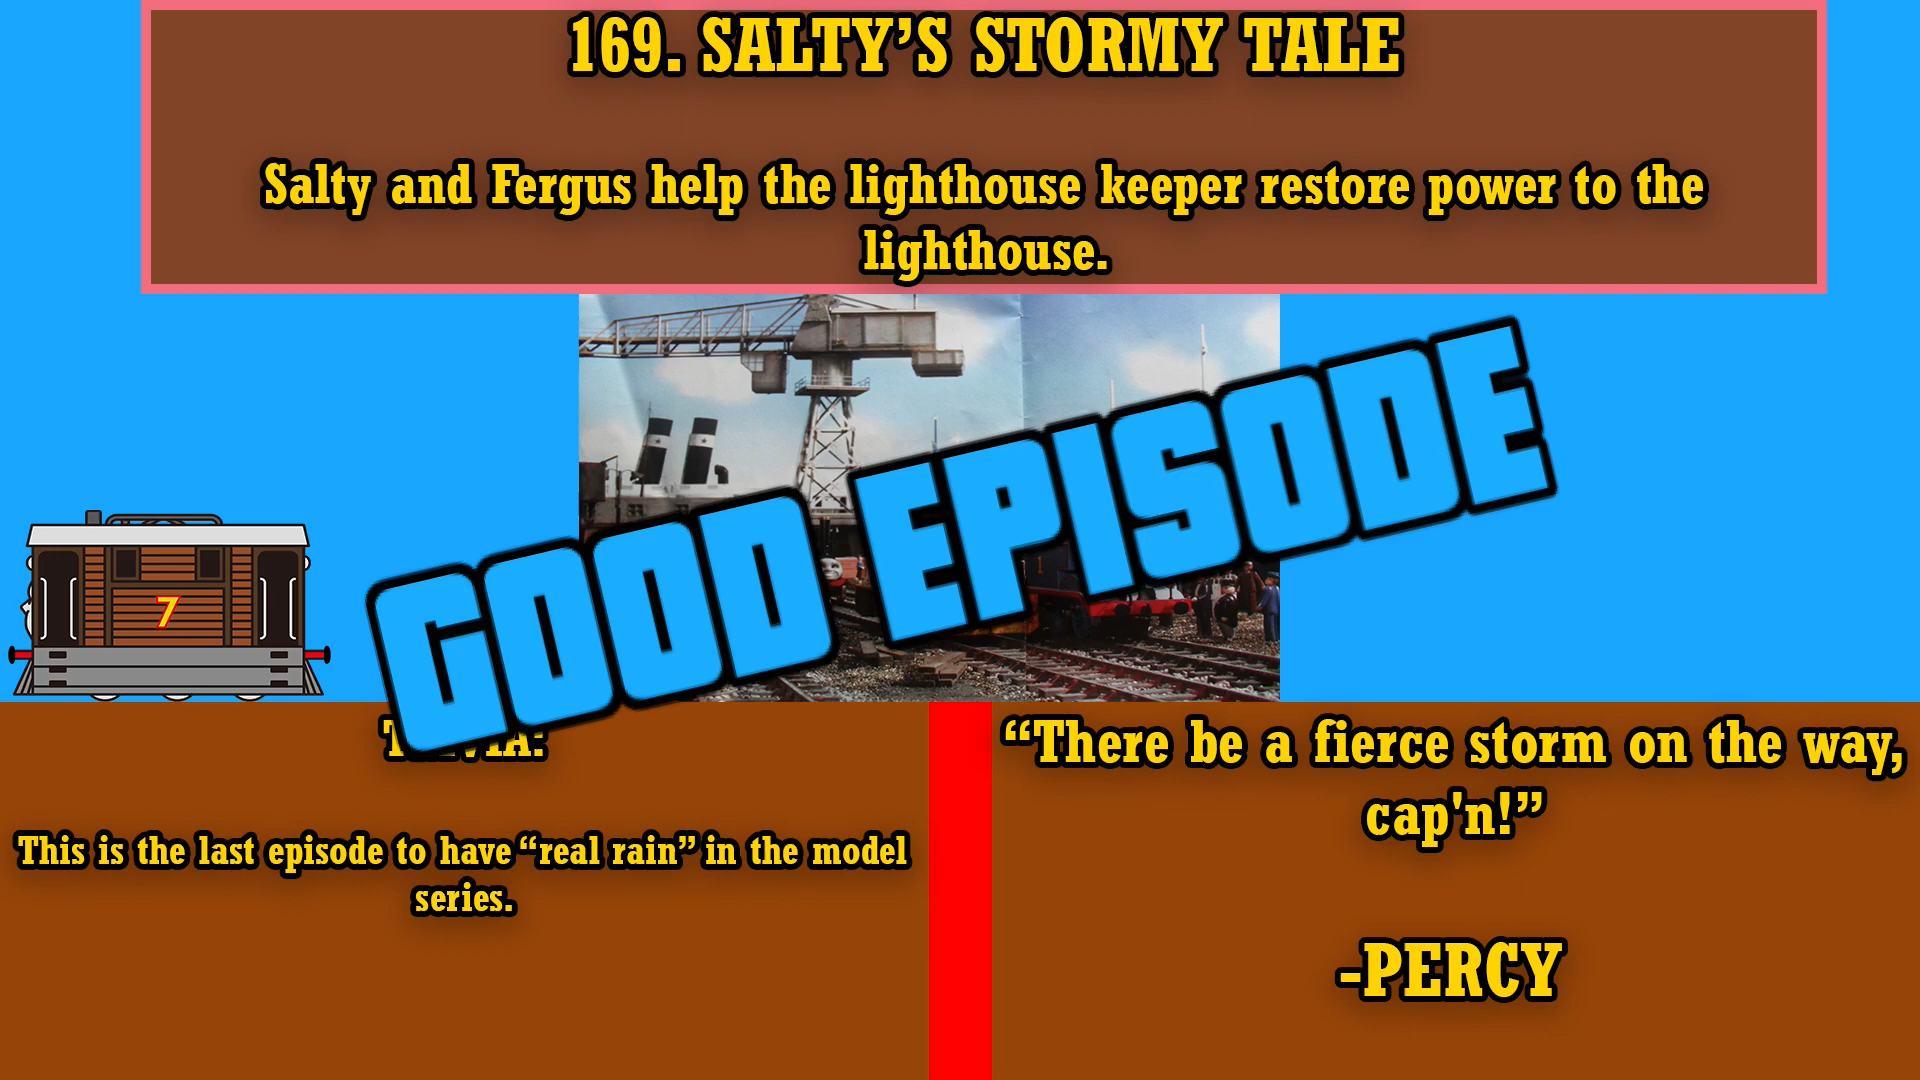 169. SALTY’S STORMY TALE
Salty and Fergus help the lighthouse keeper restore power to the
lighthouse.
GOOD EPISODE
7
1
This is the last episode to have “real rain” in the model
series.
“There be a fierce storm on the way,
cap'n!”
-PERCY